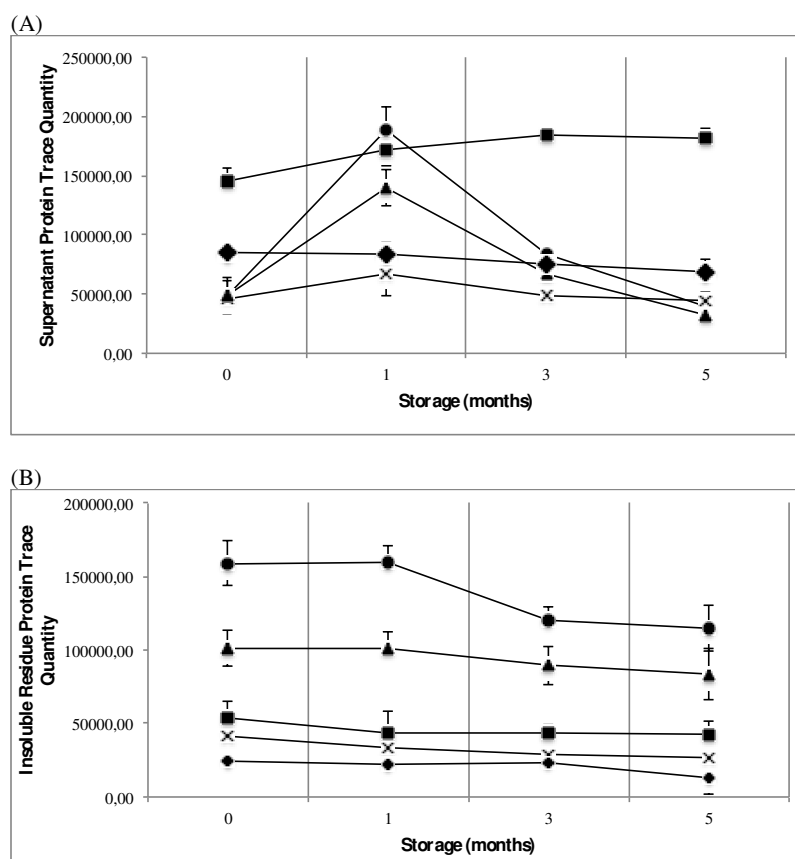 (A)
Supernatant Protein Trace Quantity
250000,00
200000,00
150000,00
100000,00
50000,00
0,00
0 1 3 5
Storage (months)
(B)
Insoluble Residue Protein Trace
Quantity
200000,00
150000,00
100000,00
50000,00
0,00
0 1 3 5
Storage (months)